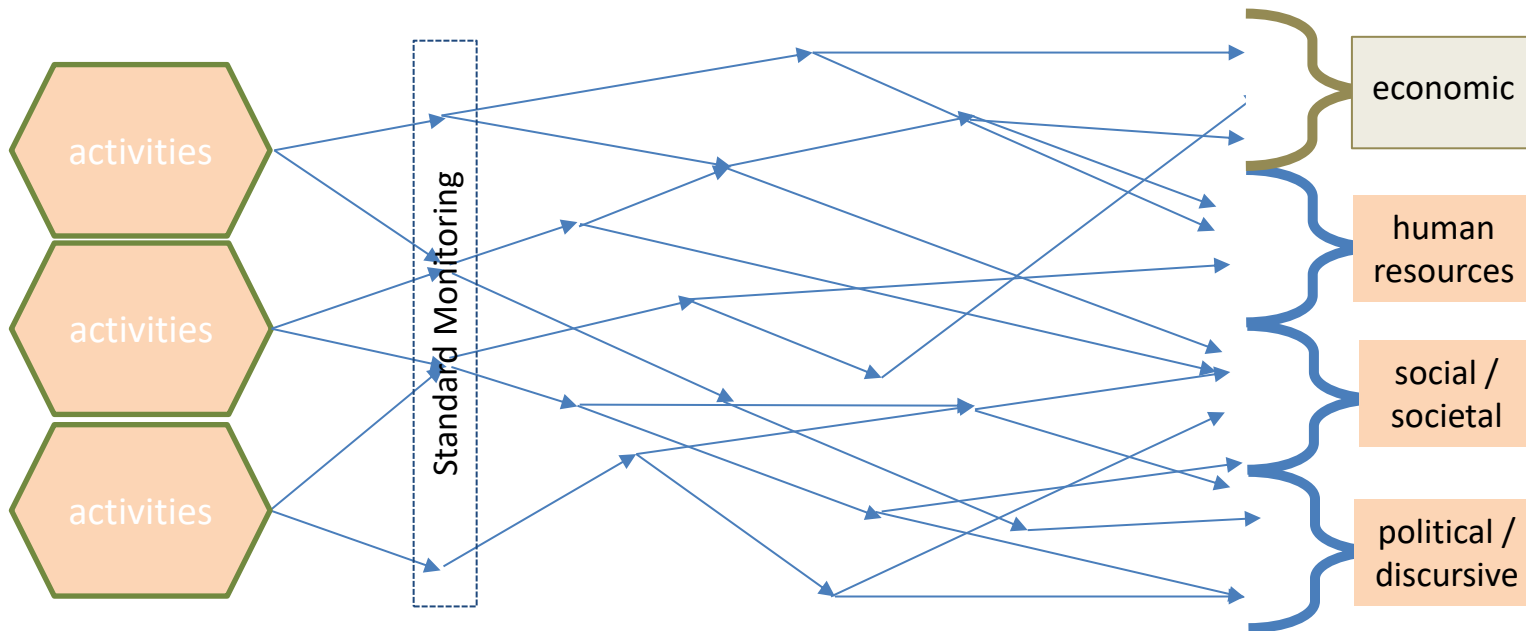 activities
activities
activities
Standard Monitoring
economic
human
resources
social /
societal
political /
discursive